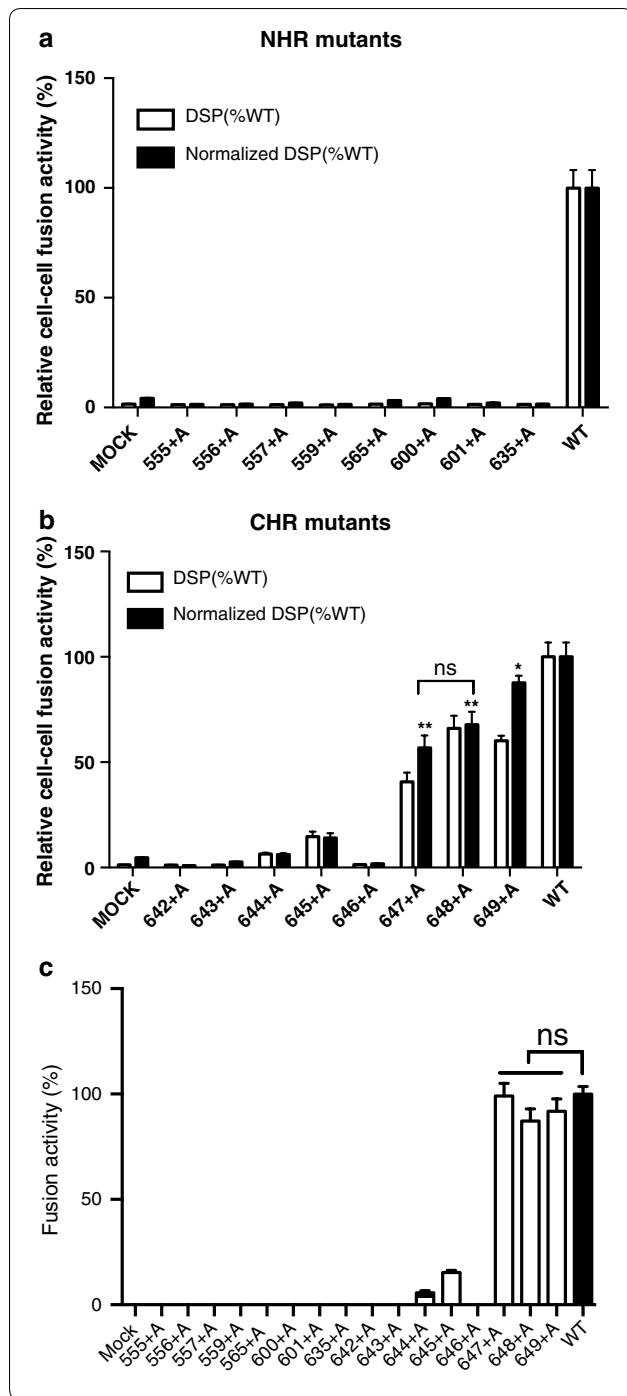 a
NHR mutants
Relative cell-cell fusion activity (%)
150
100
50
0
DSP(%WT)
Normalized DSP(%WT)
MOCK
555+A
556+A
557+A
559+A
565+A
600+A
601+A
635+A
WT
b
CHR mutants
Relative cell-cell fusion activity (%)
150
100
50
0
DSP(%WT)
Normalized DSP(%WT)
ns
**
**
*
MOCK
642+A
643+A
644+A
645+A
646+A
647+A
648+A
649+A
WT
c
Fusion activity (%)
150
100
50
0
ns
Mock
555+A
556+A
557+A
559+A
565+A
600+A
601+A
635+A
642+A
643+A
644+A
645+A
646+A
647+A
648+A
649+A
WT